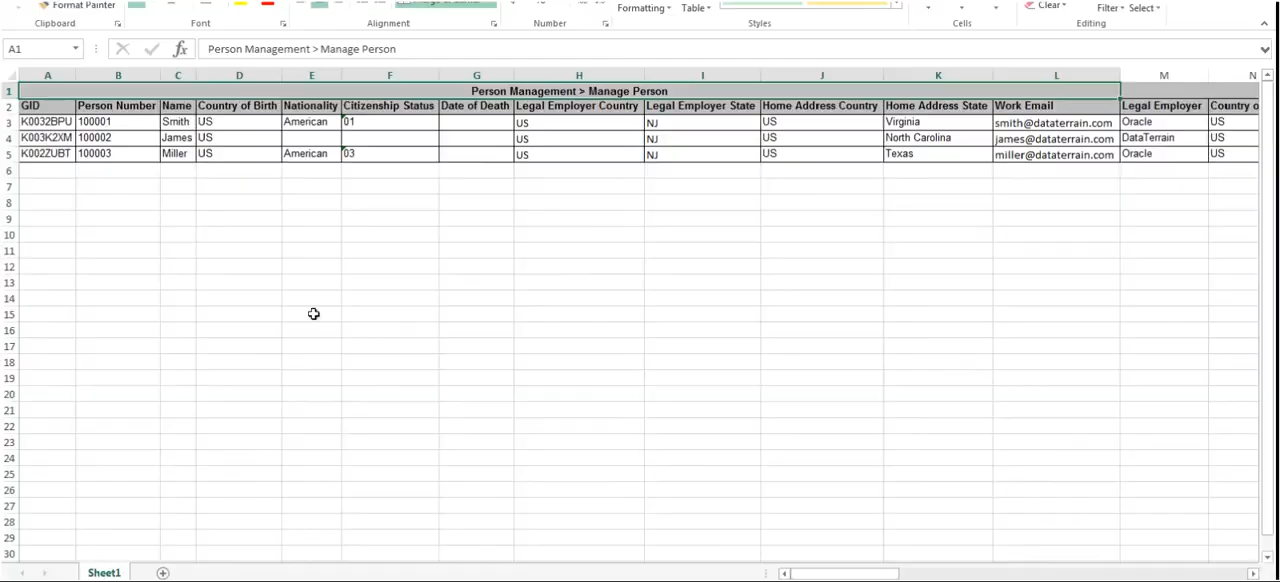 Format Painter
Formatting
Table
Clear
Filter
Select
Clipboard
Font
Alignment
Number
Styles
Cells
Editing
A1
fx
Person Management > Manage Person
A B C D E F G H I J K L M N
1 Person Management > Manage Person
2 GID Person Number Name Country of Birth Nationality Citizenship Status Date of Death Legal Employer Country Legal Employer State Home Address Country Home Address State Work Email Legal Employer Country o
3 K0032BPU 100001 Smith US American 01 US NJ US Virginia smith@dataterrain.com Oracle US
4 K003K2XM 100002 James US US NJ US North Carolina james@dataterrain.com DataTerrain US
5 K002ZUBT 100003 Miller US American 03 US NJ US Texas miller@dataterrain.com Oracle US
6
7
8
9
10
11
12
13
14
15
16
17
18
19
20
21
22
23
24
25
26
27
28
29
30
Sheet1